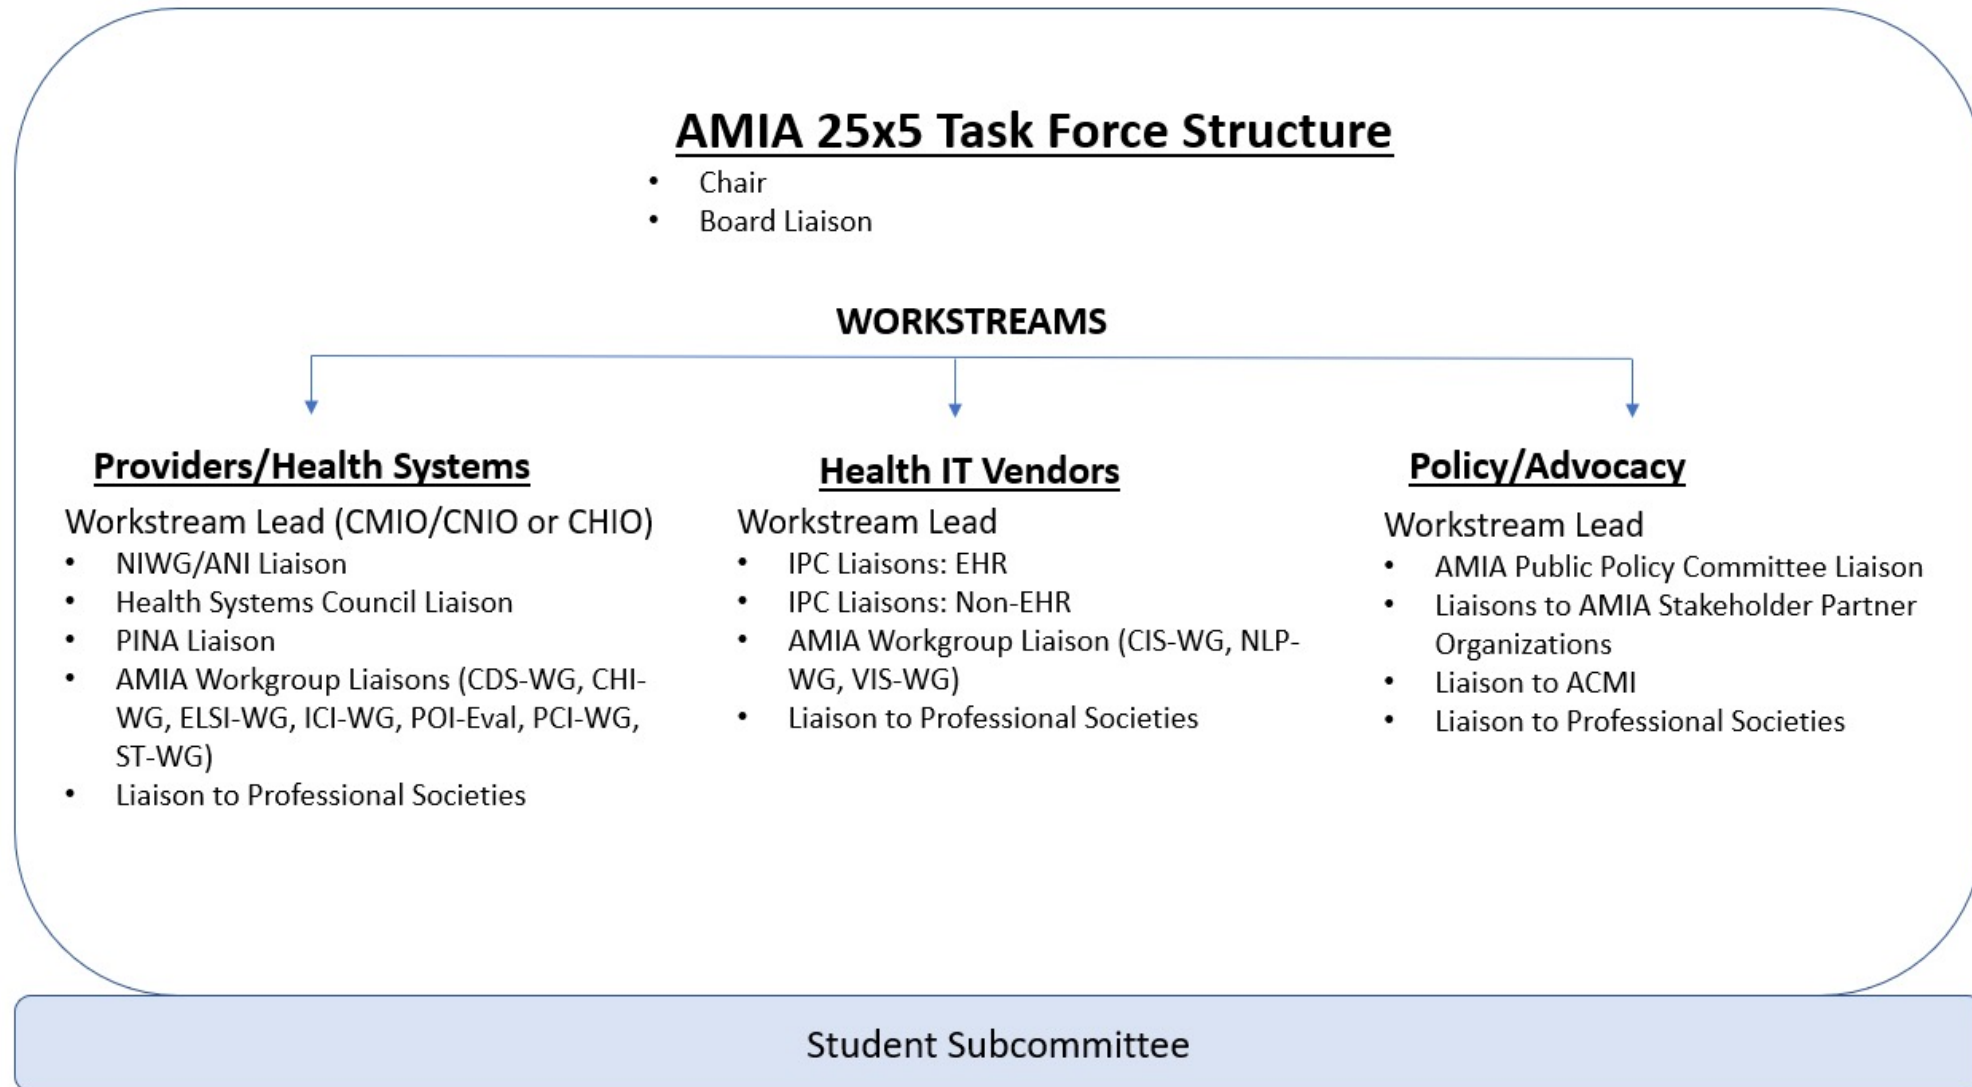 AMIA 25x5 Task Force Structure
• Chair
• Board Liaison
WORKSTREAMS
Providers/Health Systems
Workstream Lead (CMIO/CNIO or CHIO)
• NIWG/ANI Liaison
• Health Systems Council Liaison
• PINA Liaison
• AMIA Workgroup Liaisons (CDS-WG, CHI-
WG, ELSI-WG, ICI-WG, POI-Eval, PCI-WG,
ST-WG)
• Liaison to Professional Societies
Health IT Vendors
Workstream Lead
• IPC Liaisons: EHR
• IPC Liaisons: Non-EHR
• AMIA Workgroup Liaison (CIS-WG, NLP-
WG, VIS-WG)
• Liaison to Professional Societies
Policy/Advocacy
Workstream Lead
• AMIA Public Policy Committee Liaison
• Liaisons to AMIA Stakeholder Partner
Organizations
• Liaison to ACMI
• Liaison to Professional Societies
Student Subcommittee